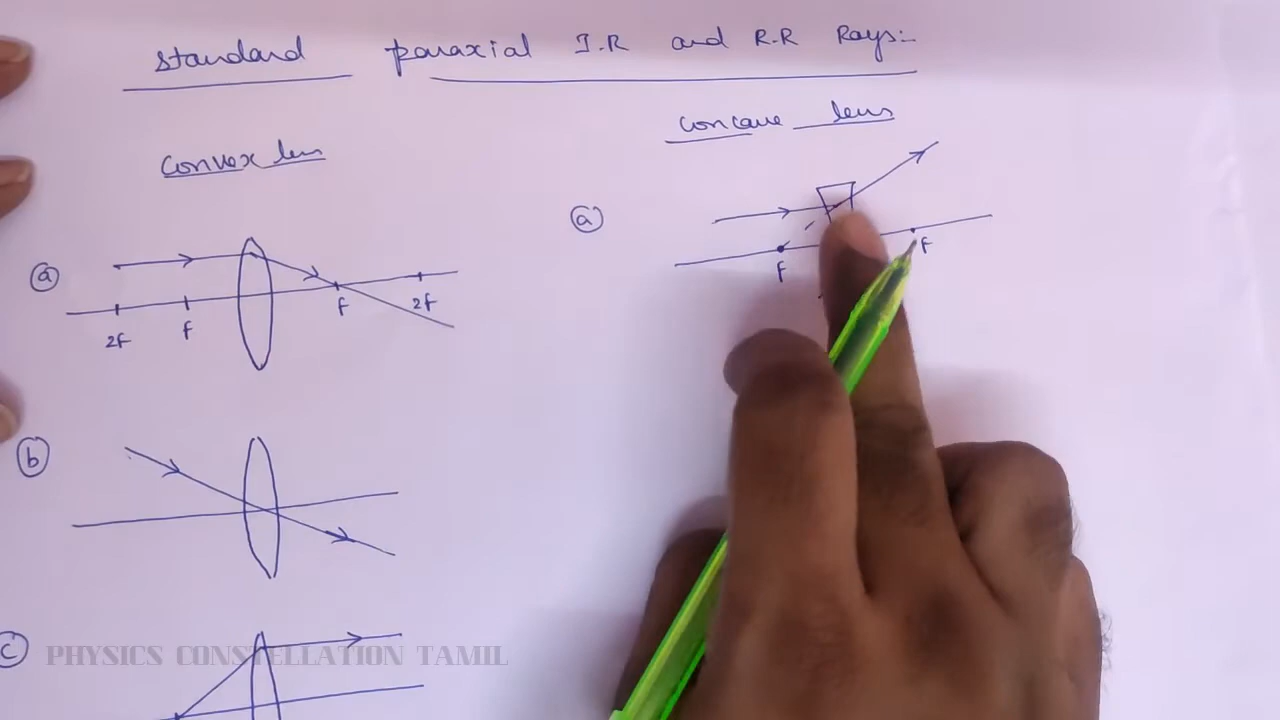 standard paraxial I.R and R.R Rays:-
concave lens
convex lens
a
a
F
F
2F
F
F
2F
b
c
PHYSICS CONSTELLATION TAMIL